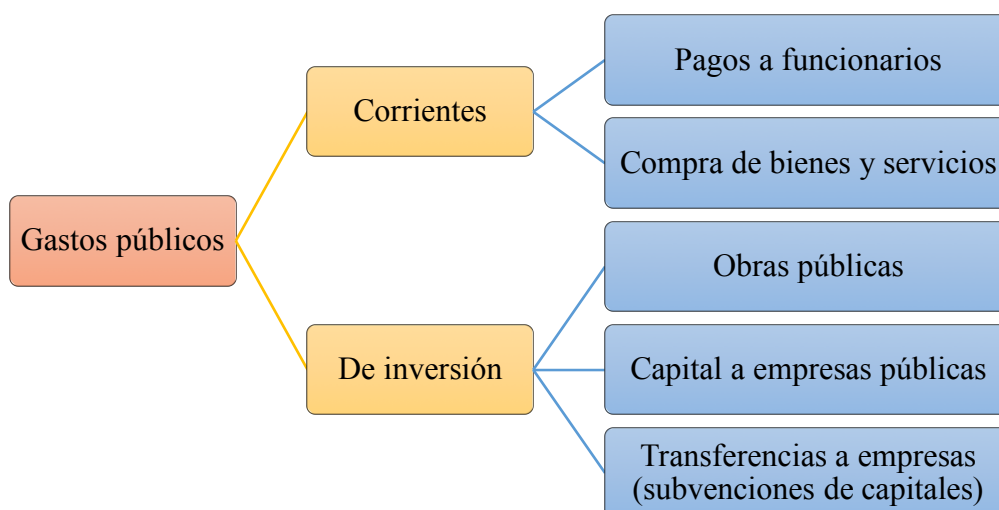 Gastos públicos
Corrientes
Pagos a funcionarios
Compra de bienes y servicios
De inversión
Obras públicas
Capital a empresas públicas
Transferencias a empresas
(subvenciones de capitales)